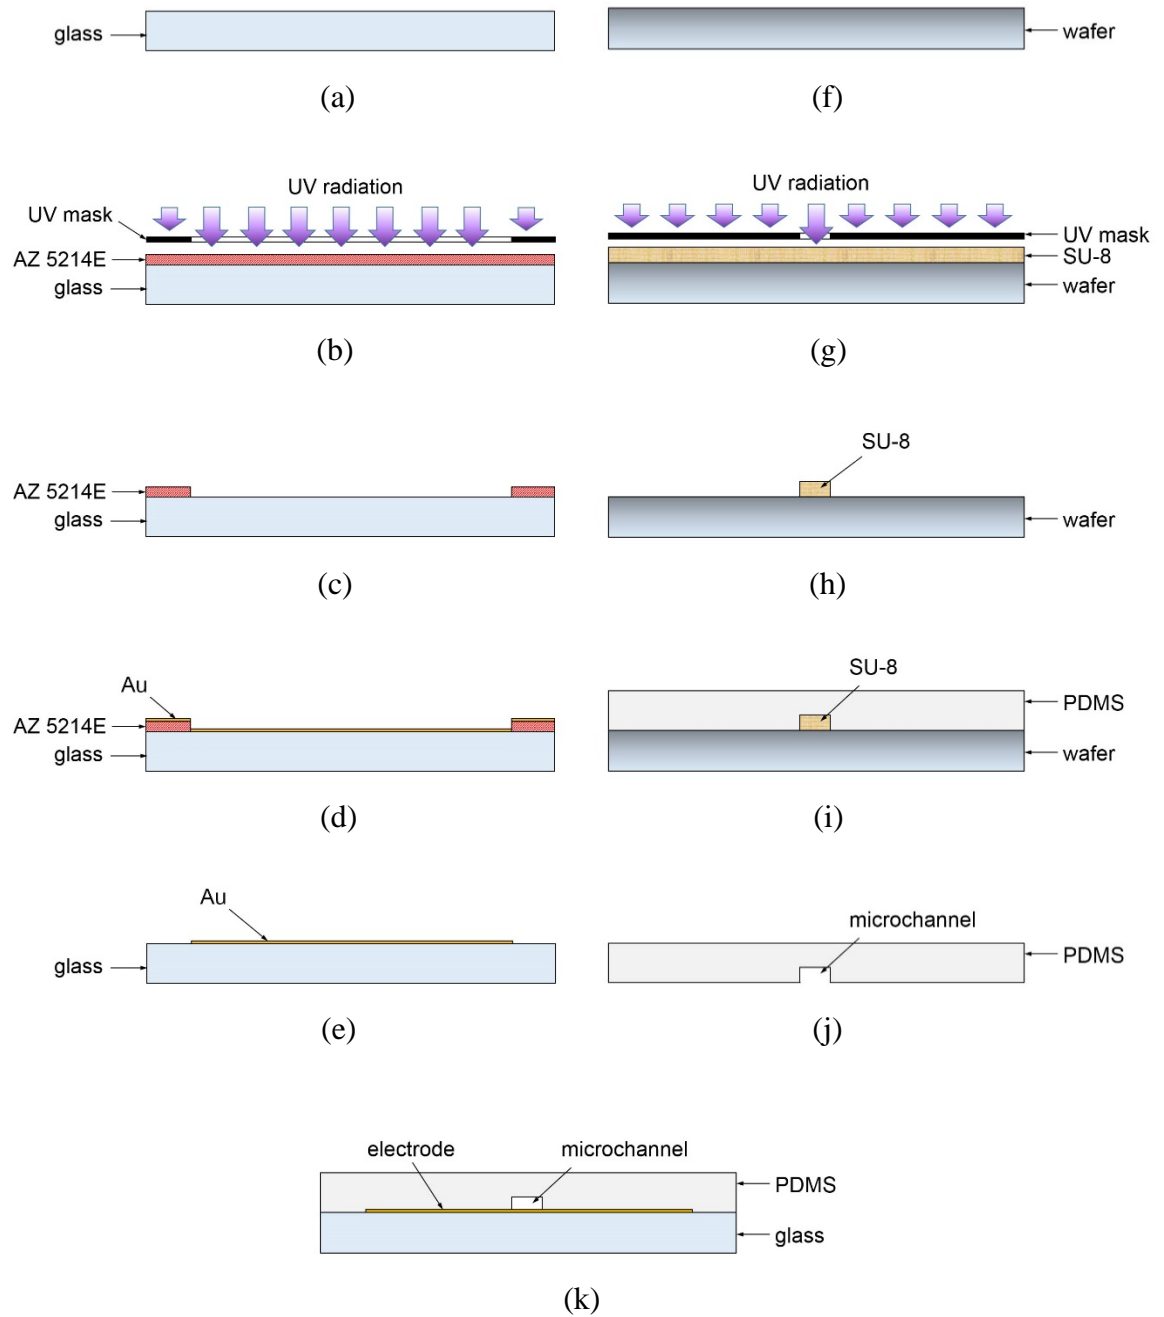 glass
wafer
(a)
(f)
UV radiation
UV mask
AZ 5214E
glass
UV radiation
UV mask
SU-8
wafer
(b)
(g)
AZ 5214E
glass
SU-8
wafer
(c)
(h)
Au
AZ 5214E
glass
SU-8
PDMS
wafer
(d)
(i)
Au
glass
microchannel
PDMS
(e)
(j)
electrode
microchannel
PDMS
glass
(k)